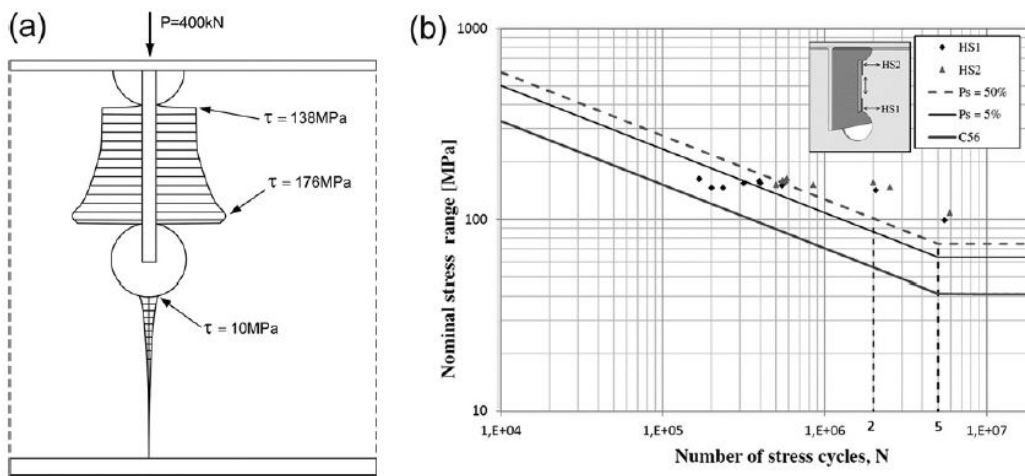 (a)
P=400kN
τ = 138MPa
τ = 176MPa
τ = 10MPa
(b)
Nominal stress range [MPa]
1000
100
10
HS2
HS1
HS1
HS2
Ps = 50%
Ps = 5%
C56
1,E+04
1,E+05
1,E+06
2
5
1,E+07
Number of stress cycles, N